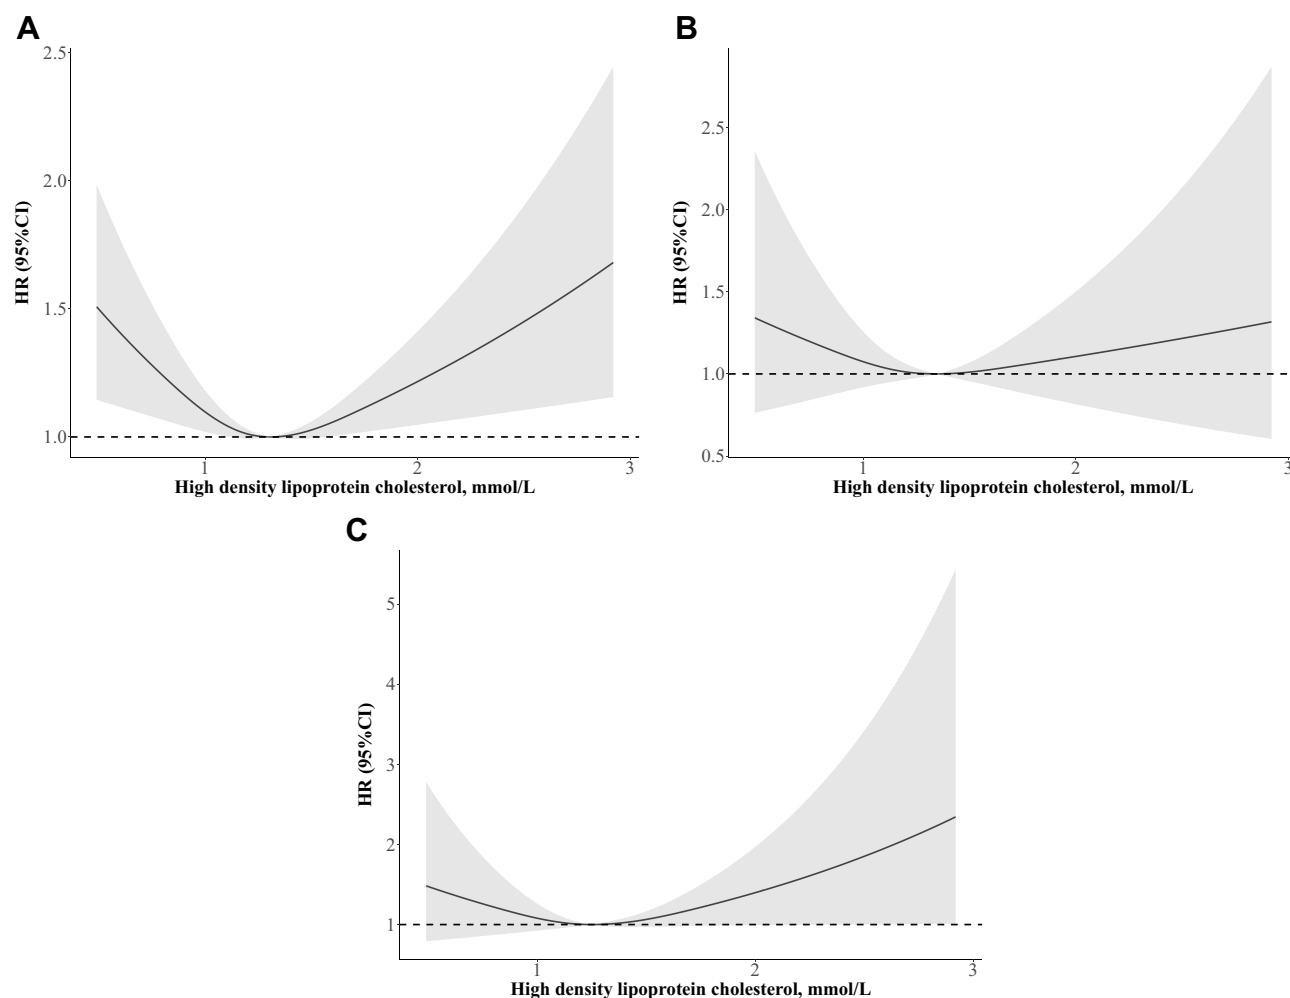 A
2.5
2.0
1.5
1.0
HR (95%CI)
1 2 3
High density lipoprotein cholesterol, mmol/L
B
2.5
2.0
1.5
1.0
0.5
HR (95%CI)
1 2 3
High density lipoprotein cholesterol, mmol/L
C
5
4
3
2
1
HR (95%CI)
1 2 3
High density lipoprotein cholesterol, mmol/L